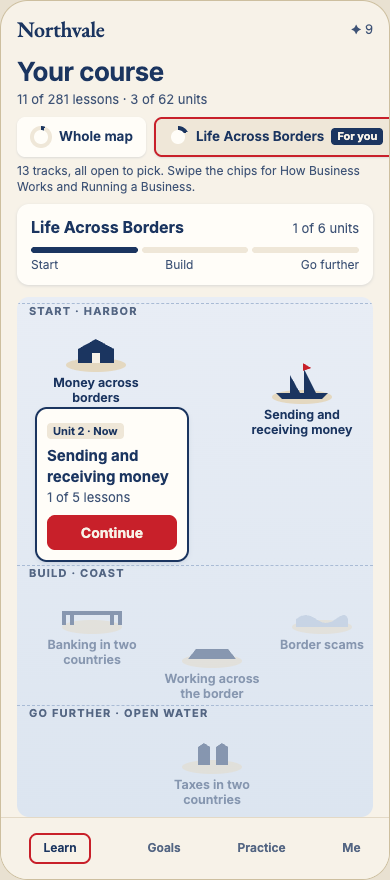 Northvale
✦ 9
Your course
11 of 281 lessons · 3 of 62 units
Whole map
Life Across Borders
For you
13 tracks, all open to pick. Swipe the chips for How Business
Works and Running a Business.
Life Across Borders
1 of 6 units
Start
Build
Go further
START · HARBOR
Money across
borders
Sending and
receiving money
Unit 2 · Now
Sending and
receiving money
1 of 5 lessons
Continue
BUILD · COAST
Banking in two
countries
Border scams
Working across
the border
GO FURTHER · OPEN WATER
Taxes in two
countries
Learn
Goals
Practice
Me